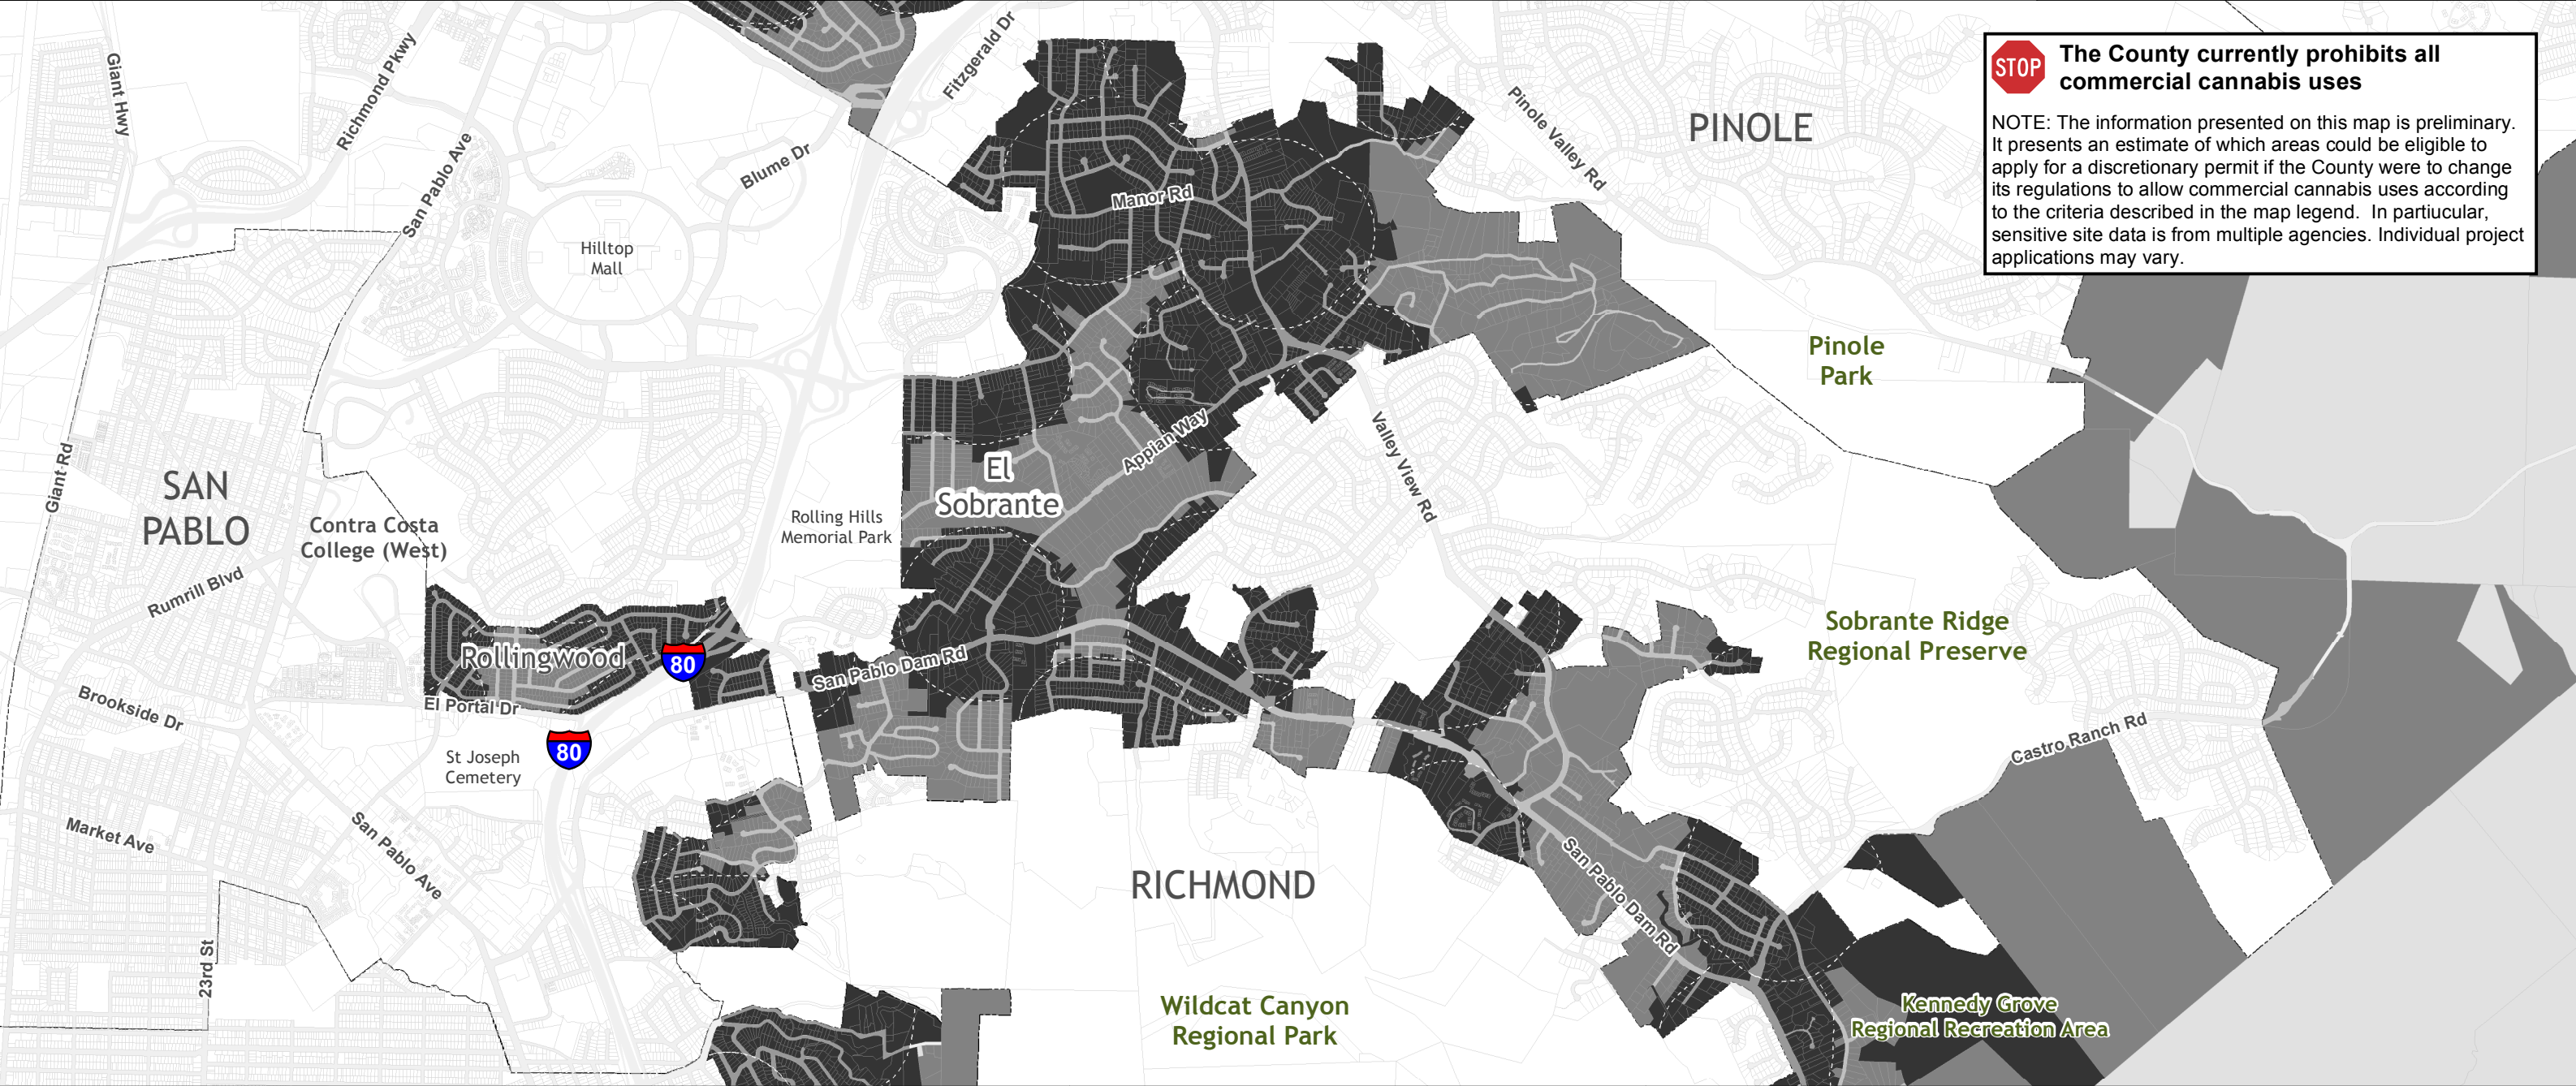 STOP
The County currently prohibits all
commercial cannabis uses
NOTE: The information presented on this map is preliminary.
It presents an estimate of which areas could be eligible to
apply for a discretionary permit if the County were to change
its regulations to allow commercial cannabis uses according
to the criteria described in the map legend.  In partiucular,
sensitive site data is from multiple agencies. Individual project
applications may vary.
Giant Hwy
Richmond Pkwy
San Pablo Ave
Fitzgerald Dr
Blume Dr
Pinole Valley Rd
PINOLE
Manor Rd
Hilltop
Mall
Pinole
Park
Giant Rd
SAN
PABLO
Contra Costa
College (West)
Rumrill Blvd
Rolling Hills
Memorial Park
El
Sobrante
Appian Way
Valley View Rd
Sobrante Ridge
Regional Preserve
Rollingwood
80
San Pablo Dam Rd
El Portal Dr
Brookside Dr
80
St Joseph
Cemetery
Castro Ranch Rd
Market Ave
San Pablo Ave
RICHMOND
San Pablo Dam Rd
23rd St
Wildcat Canyon
Regional Park
Kennedy Grove
Regional Recreation Area